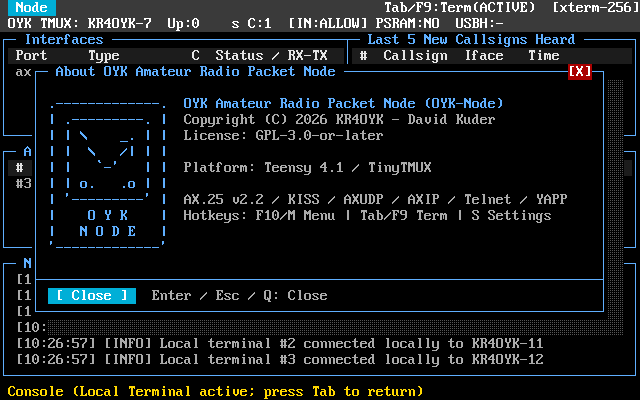 Node Tab/F9:Term(ACTIVE) [xterm-256]
OYK TMUX: KR4OYK-7 Up:0 s C:1 [IN:ALLOW] PSRAM:NO USBH:-
Interfaces Last 5 New Callsigns Heard
Port Type C Status / RX-TX # Callsign Iface Time
ax
About OYK Amateur Radio Packet Node [X]
OYK Amateur Radio Packet Node (OYK-Node)
Copyright (C) 2026 KR4OYK - David Kuder
License: GPL-3.0-or-later
Platform: Teensy 4.1 / TinyTMUX
AX.25 v2.2 / KISS / AXUDP / AXIP / Telnet / YAPP
Hotkeys: F10/M Menu | Tab/F9 Term | S Settings
O Y K
N O D E
A
#
#3
N
[1
[1
[1
[ Close ] Enter / Esc / Q: Close
[10:
[10:26:57] [INFO] Local terminal #2 connected locally to KR4OYK-11
[10:26:57] [INFO] Local terminal #3 connected locally to KR4OYK-12
Console (Local Terminal active; press Tab to return)